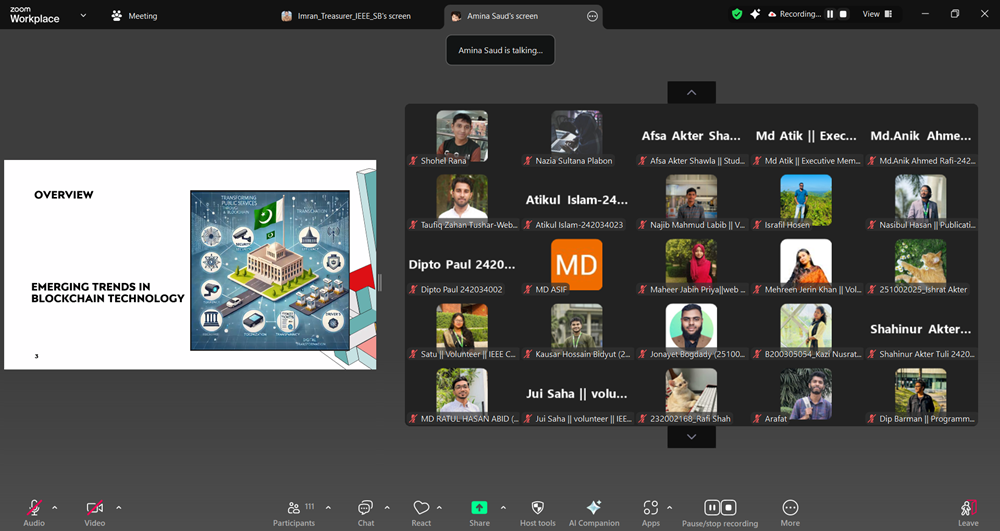 zoom
Workplace
Meeting
Imran_Treasurer_IEEE_SB's screen
Amina Saud's screen
Recording...
View
Amina Saud is talking...
OVERVIEW
EMERGING TRENDS IN
BLOCKCHAIN TECHNOLOGY
3
TRANSFORMING
PUBLIC SERVICES
SECURITY
TRANSPARENCY
Shohel Rana
Nazia Sultana Plabon
Afsa Akter Sha...
Afsa Akter Shawla || Stud...
Md Atik || Exec...
Md Atik || Executive Mem...
Md.Anik Ahme...
Md.Anik Ahmed Rafi-242...
Taufiq Zahan Tushar-Web...
Atikul Islam-24...
Atikul Islam-242034023
Najib Mahmud Labib || V...
Israfil Hosen
Nasibul Hasan || Publicati...
Dipto Paul 2420...
Dipto Paul 242034002
MD
MD ASIF
Maheer Jabin Priya||web ...
Mehreen Jerin Khan || Vol...
251002025_Ishrat Akter
Satu || Volunteer || IEEE C...
Kausar Hossain Bidyut (2...
Jonayet Bogdady (25100...
B200305054_Kazi Nusrat...
Shahinur Akter...
Shahinur Akter Tuli 2420...
MD RATUL HASAN ABID (...
Jui Saha || volu...
Jui Saha || volunteer || IEE...
232002168_Rafi Shah
Arafat
Dip Barman || Programm...
Audio
Video
Participants
111
Chat
React
Share
Host tools
AI Companion
Apps
Pause/stop recording
More
Leave